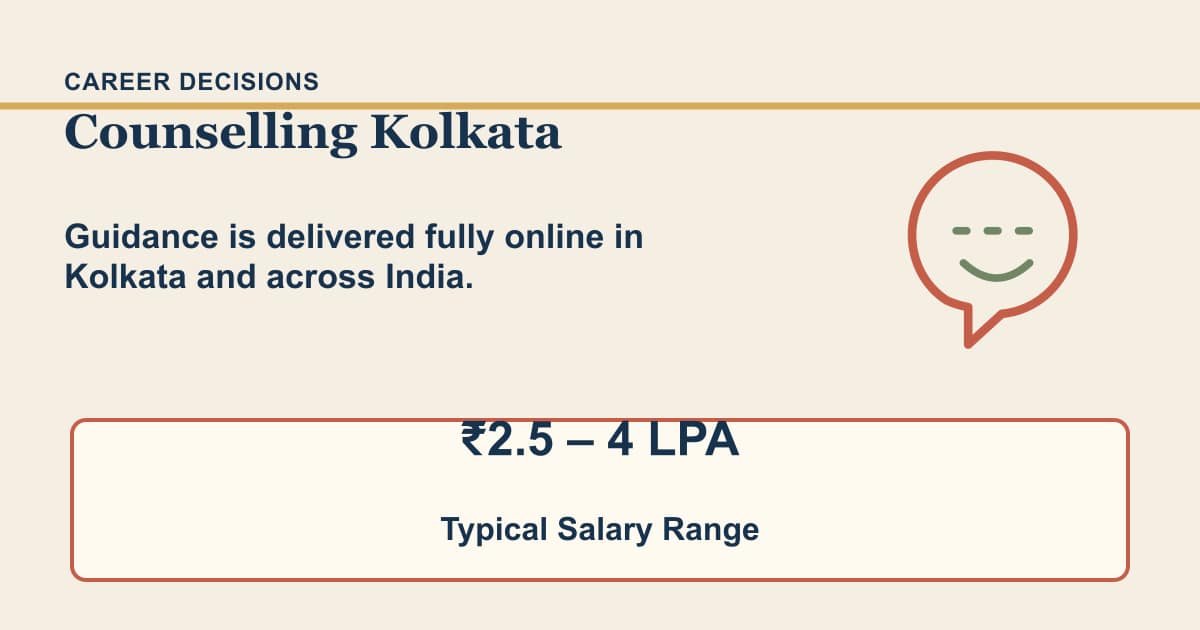 CAREER DECISIONS
Counselling Kolkata
Guidance is delivered fully online in
Kolkata and across India.
₹2.5 – 4 LPA
Typical Salary Range